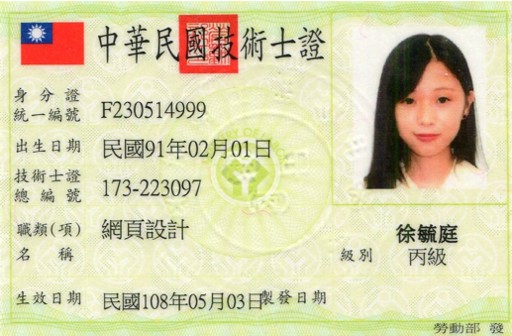 中華民國技術士證
身分證
統一編號 F230514999
出生日期 民國91年02月01日
技術士證
總編號 173-223097
職類(項)
名稱 網頁設計
徐毓庭
級別 丙級
生效日期 民國108年05月03日 製發日期
勞動部 發